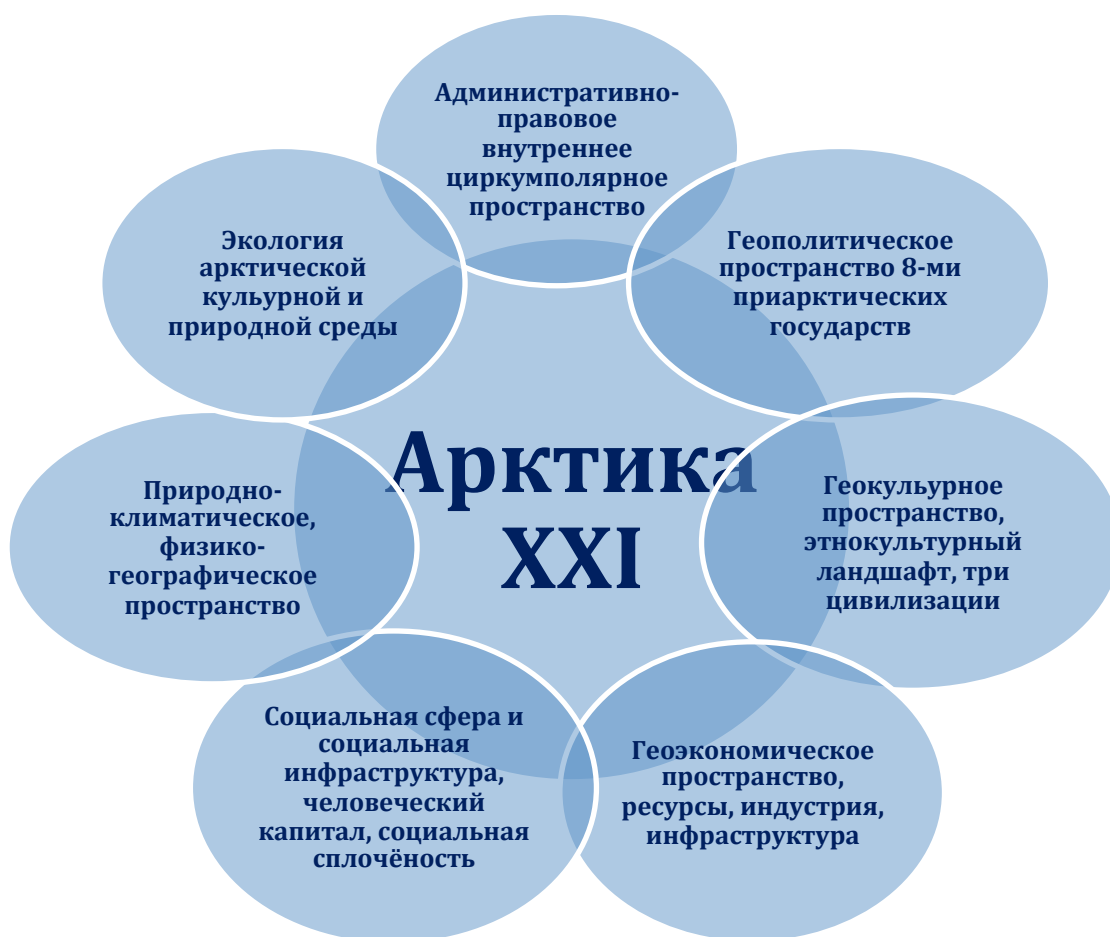 Административно-
правовое
внутреннее
циркумполярное
пространство
Геополитическое
пространство 8-ми
приарктических
государств
Геокульурное
пространство,
этнокультурный
ландшафт, три
цивилизации
Геоэкономическое
пространство,
ресурсы, индустрия,
инфраструктура
Социальная сфера и
социальная
инфраструктура,
человеческий
капитал, социальная
сплочёность
Природно-
климатическое,
физико-
географическое
пространство
Экология
арктической
кульурной и
природной среды
Арктика
XXI